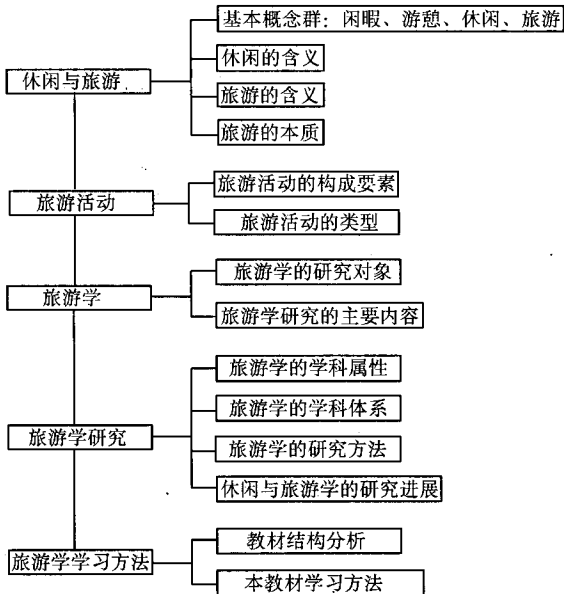 休闲与旅游
基本概念群：闲暇、游憩、休闲、旅游
休闲的含义
旅游的含义
旅游的本质
旅游活动
旅游活动的构成要素
旅游活动的类型
旅游学
旅游学的研究对象
旅游学研究的主要内容
旅游学研究
旅游学的学科属性
旅游学的学科体系
旅游学的研究方法
休闲与旅游学的研究进展
旅游学学习方法
教材结构分析
本教材学习方法